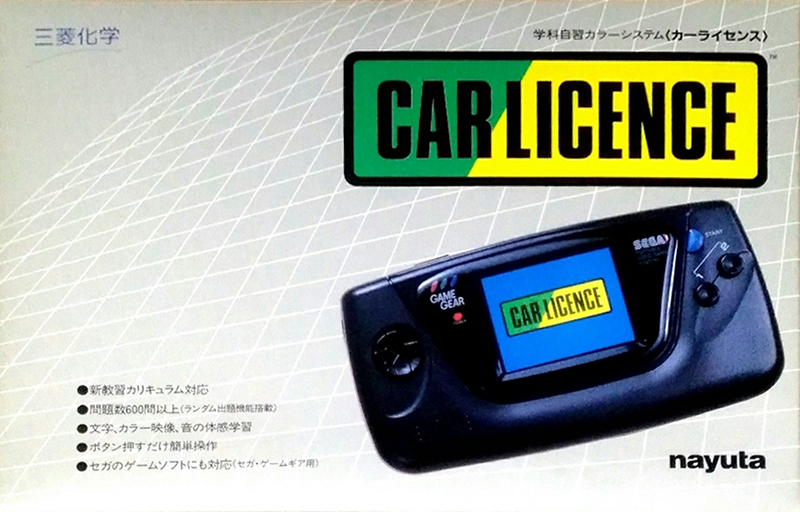 三菱化学
学科自習カラーシステム〈カーライセンス〉
CAR LICENCE
TM
SEGA
START
GAME
GEAR
1
2
CAR LICENCE
●新教習カリキュラム対応
●問題数600問以上(ランダム出題機能搭載)
●文字、カラー映像、音の体感学習
●ボタン押すだけ簡単操作
●セガのゲームソフトにも対応(セガ・ゲームギア用)
nayuta